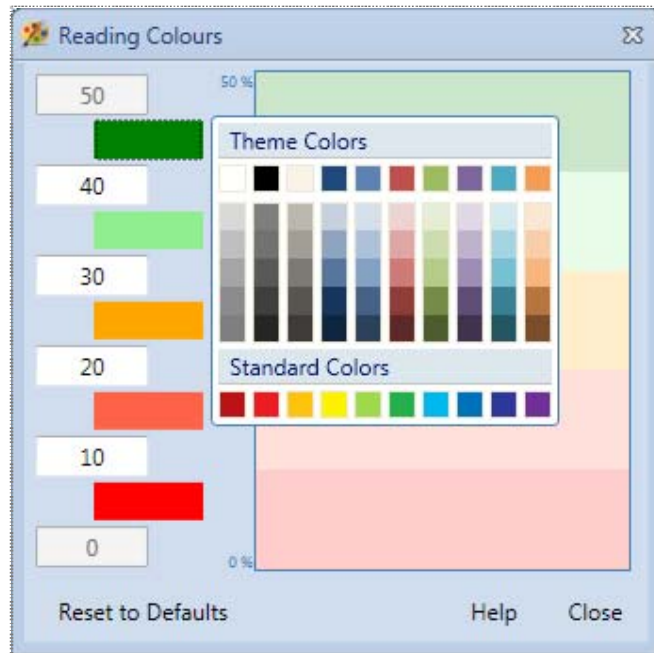 Reading Colours
50
50 %
Theme Colors
40
30
20
Standard Colors
10
0
0 %
Reset to Defaults
Help
Close